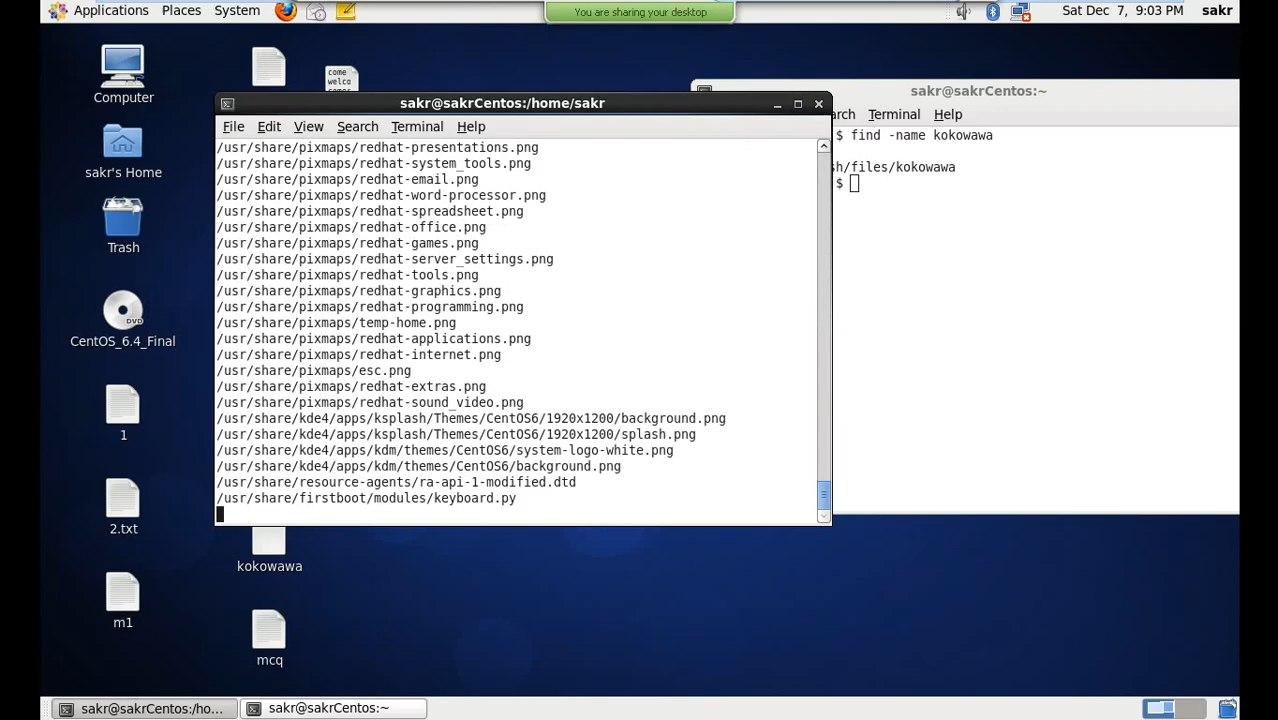 Applications Places System
You are sharing your desktop
Sat Dec 7, 9:03 PM sakr
Computer
sakr's Home
Trash
DVD
CentOS_6.4_Final
1
2.txt
m1
come
welco
kokowawa
mcq
sakr@sakrCentos:/home/sakr
File Edit View Search Terminal Help
/usr/share/pixmaps/redhat-presentations.png
/usr/share/pixmaps/redhat-system_tools.png
/usr/share/pixmaps/redhat-email.png
/usr/share/pixmaps/redhat-word-processor.png
/usr/share/pixmaps/redhat-spreadsheet.png
/usr/share/pixmaps/redhat-office.png
/usr/share/pixmaps/redhat-games.png
/usr/share/pixmaps/redhat-server_settings.png
/usr/share/pixmaps/redhat-tools.png
/usr/share/pixmaps/redhat-graphics.png
/usr/share/pixmaps/redhat-programming.png
/usr/share/pixmaps/temp-home.png
/usr/share/pixmaps/redhat-applications.png
/usr/share/pixmaps/redhat-internet.png
/usr/share/pixmaps/esc.png
/usr/share/pixmaps/redhat-extras.png
/usr/share/pixmaps/redhat-sound_video.png
/usr/share/kde4/apps/ksplash/Themes/CentOS6/1920x1200/background.png
/usr/share/kde4/apps/ksplash/Themes/CentOS6/1920x1200/splash.png
/usr/share/kde4/apps/kdm/themes/CentOS6/system-logo-white.png
/usr/share/kde4/apps/kdm/themes/CentOS6/background.png
/usr/share/resource-agents/ra-api-1-modified.dtd
/usr/share/firstboot/modules/keyboard.py
sakr@sakrCentos:~
arch Terminal Help
$ find -name kokowawa
sh/files/kokowawa
$
sakr@sakrCentos:/ho...
sakr@sakrCentos:~